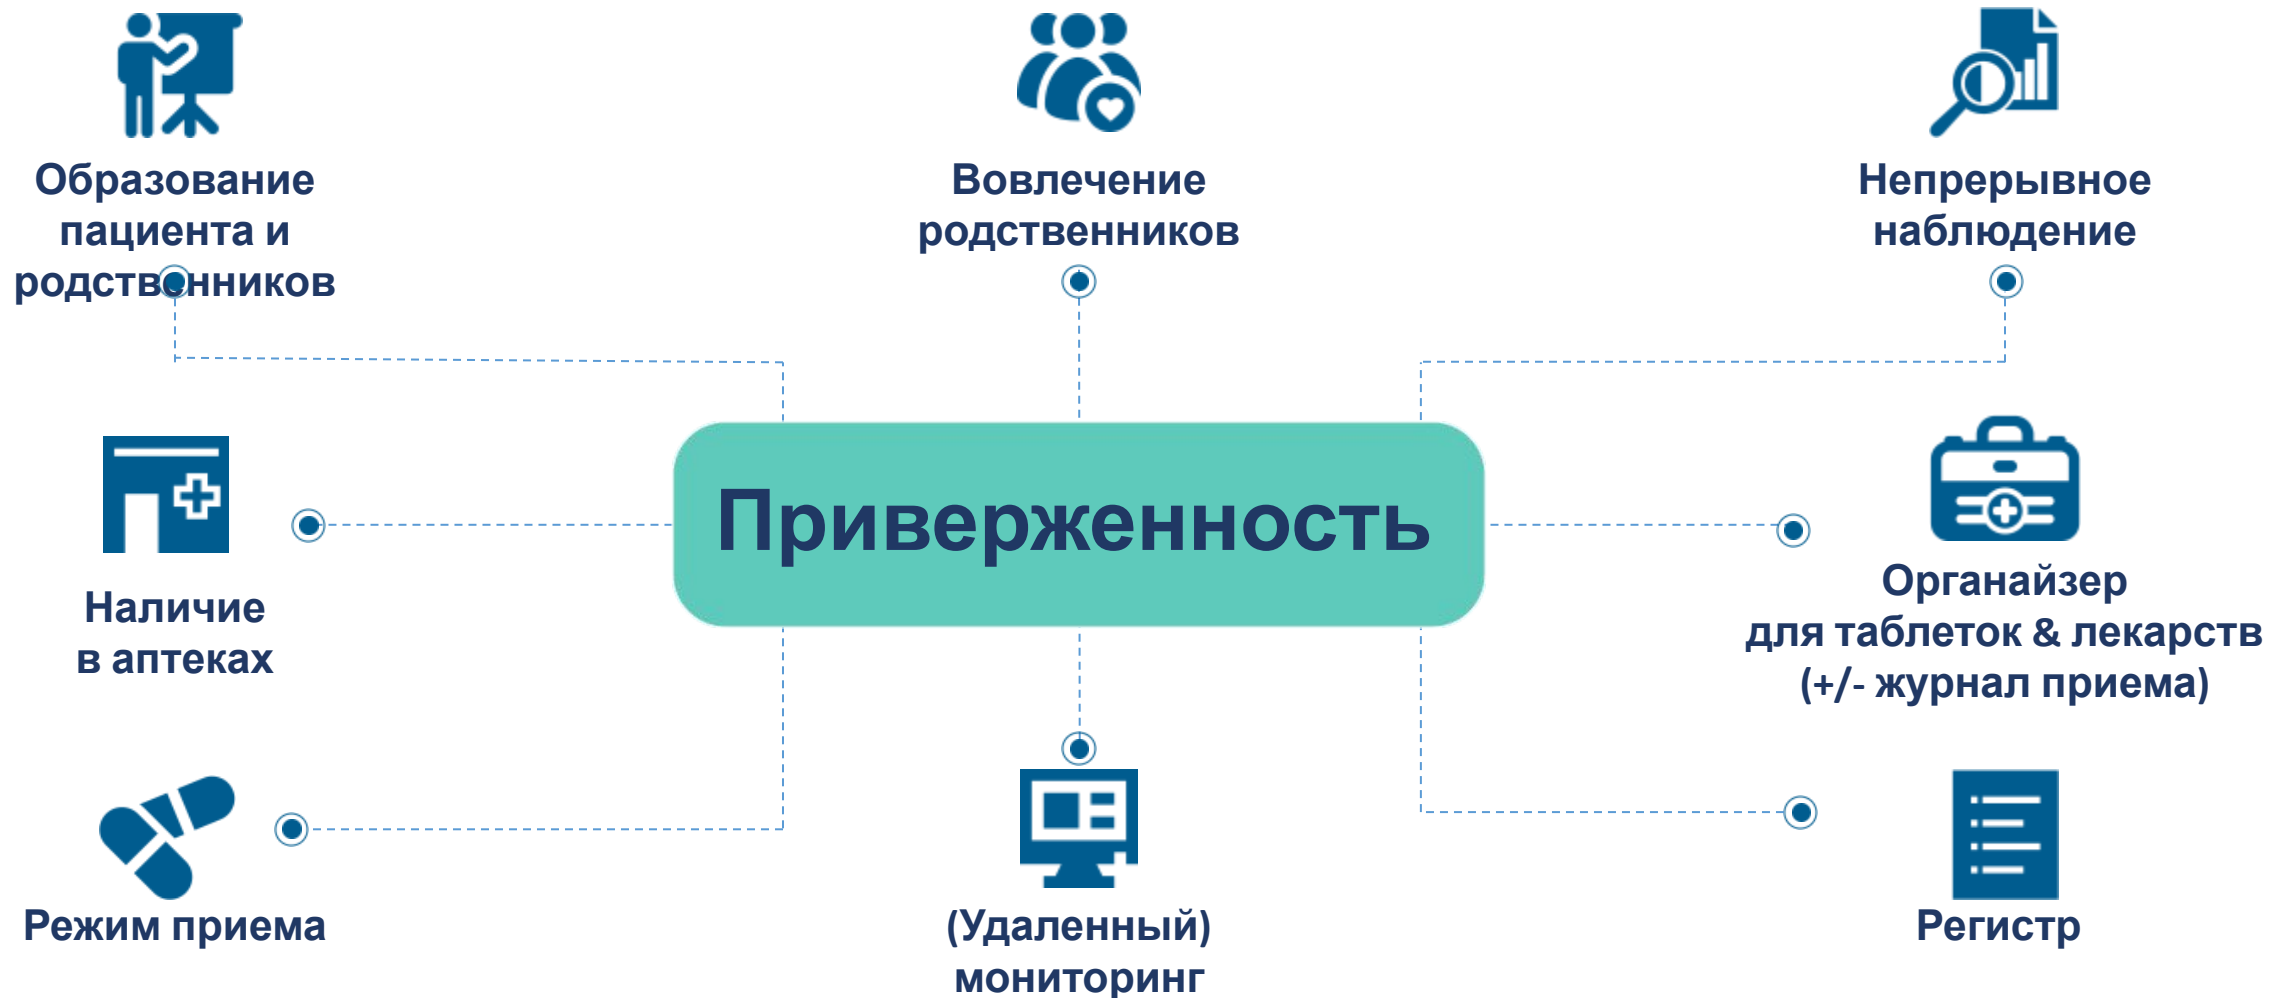 Образование
пациента и
родственников
Вовлечение
родственников
Непрерывное
наблюдение
Приверженность
Наличие
в аптеках
Органайзер
для таблеток & лекарств
(+/- журнал приема)
Режим приема
(Удаленный)
мониторинг
Регистр